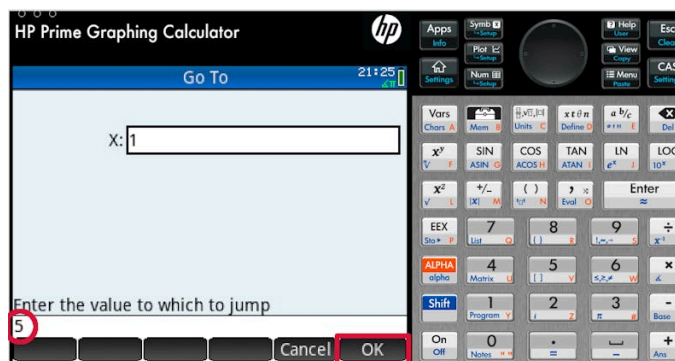 HP Prime Graphing Calculator
hp
Go To
21:25
X: 1
Enter the value to which to jump
5
Cancel OK
Apps
Info
Symb
Setup
Help
User
Esc
Clea
Plot
Setup
View
Copy
Settings
Num
Setup
Menu
Paste
CAS
Settin
Vars
Chars A
Mem B
Units C
x t θ n
Define D
a b/c
E
Del
x^y
F
SIN
ASIN G
COS
ACOS H
TAN
ATAN I
LN
e^x J
LOG
10^x
x²
√ L
+/-
|x| M
( )
N
,
Eval O
Enter
≈
EEX
Sto ▸ P
7
List Q
8
{ } R
9
S
÷
x⁻¹
ALPHA
alpha
4
Matrix U
5
[ ] V
6
≤,≥,≠ W
×
∡
Shift
1
Program Y
2
i Z
3
π #
-
Base
On
Off
0
Notes " "
.
=
_
+
Ans